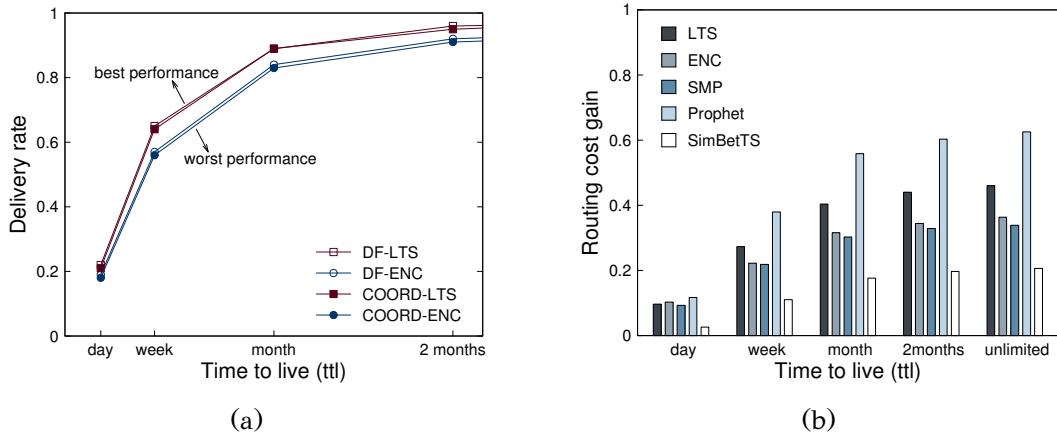 1
0.8
0.6
0.4
0.2
0
Delivery rate
best performance
worst performance
DF-LTS
DF-ENC
COORD-LTS
COORD-ENC
day week month 2 months
Time to live (ttl)
(a)
1
0.8
0.6
0.4
0.2
0
Routing cost gain
LTS
ENC
SMP
Prophet
SimBetTS
day week month 2months unlimited
Time to live (ttl)
(b)